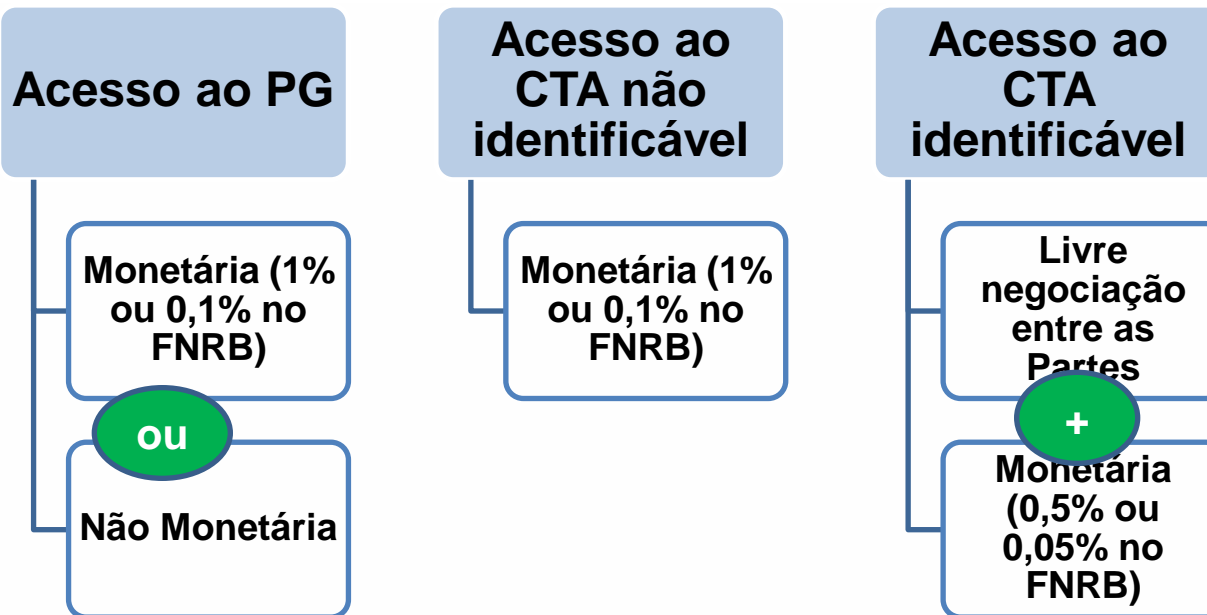 Acesso ao PG
Monetária (1%
ou 0,1% no
FNRB)
ou
Não Monetária
Acesso ao
CTA não
identificável
Monetária (1%
ou 0,1% no
FNRB)
Acesso ao
CTA
identificável
Livre
negociação
entre as
Partes
+
Monetária
(0,5% ou
0,05% no
FNRB)